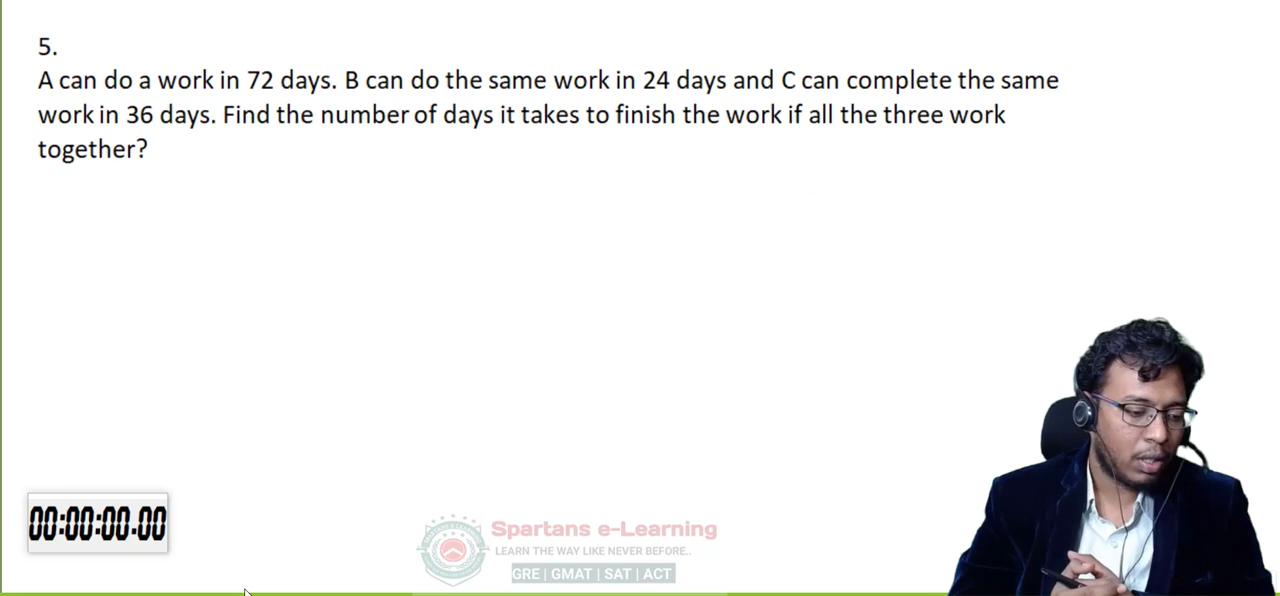 5.
A can do a work in 72 days. B can do the same work in 24 days and C can complete the same
work in 36 days. Find the number of days it takes to finish the work if all the three work
together?
00:00:00.00
Spartans e-Learning
LEARN THE WAY LIKE NEVER BEFORE..
GRE | GMAT | SAT | ACT